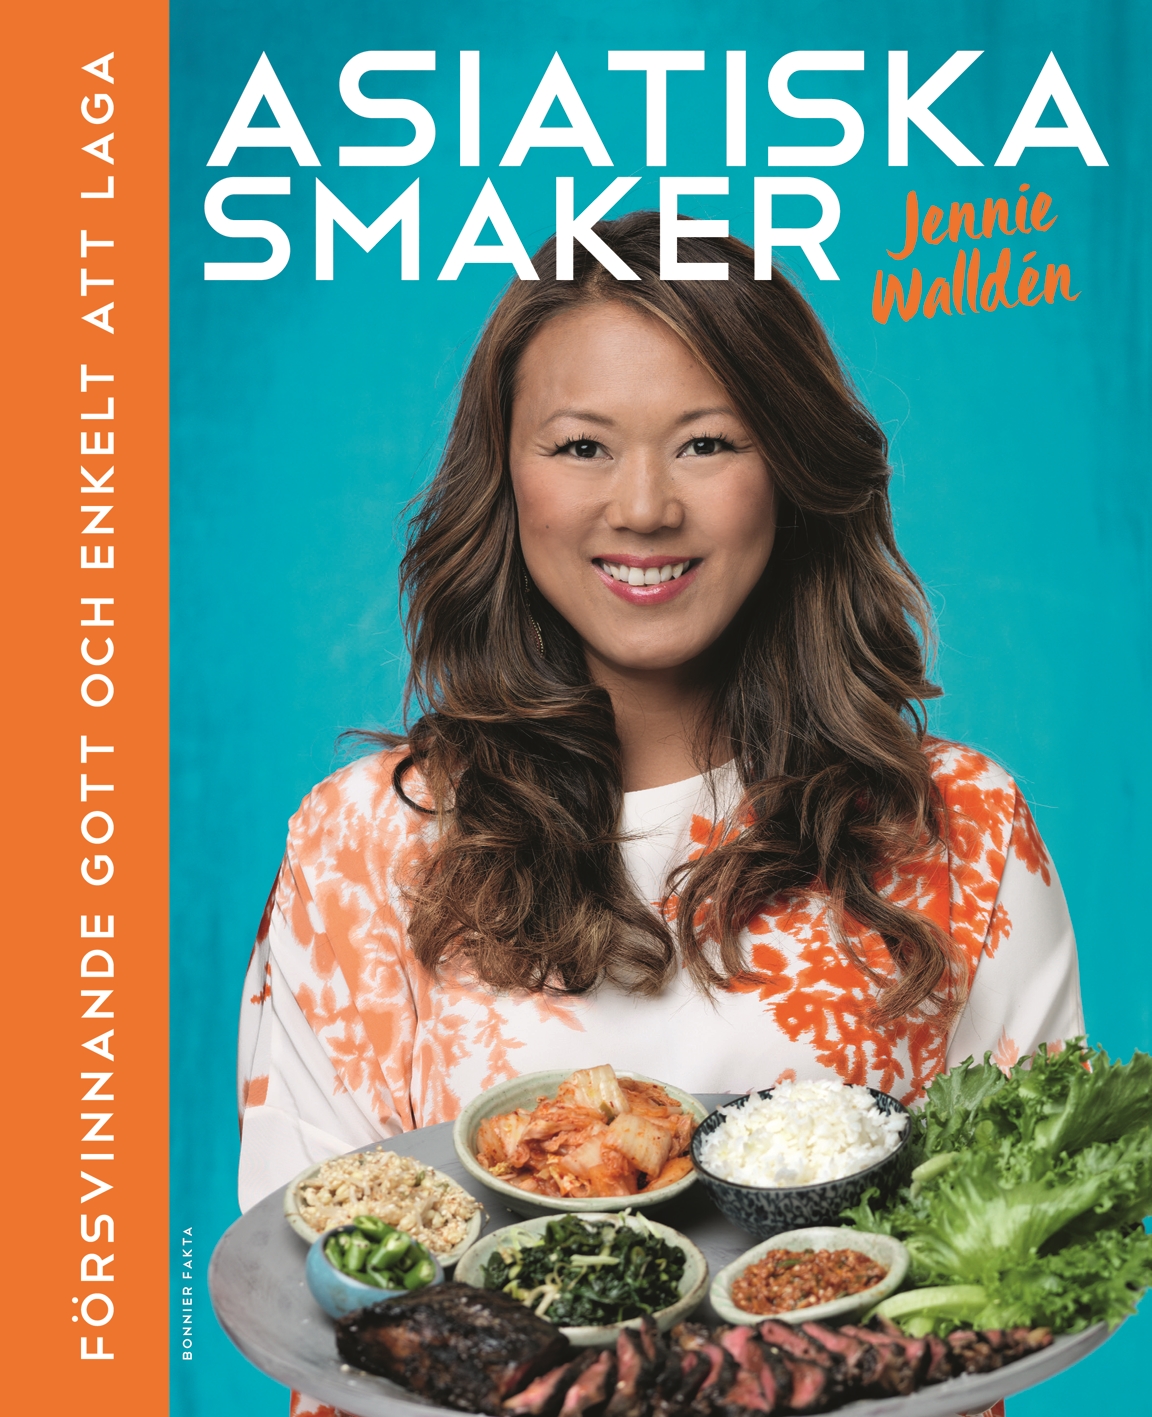 ASIATISKA
SMAKER
Jennie
Walldén
FÖRSVINNANDE GOTT OCH ENKELT ATT LAGA
BONNIER FAKTA